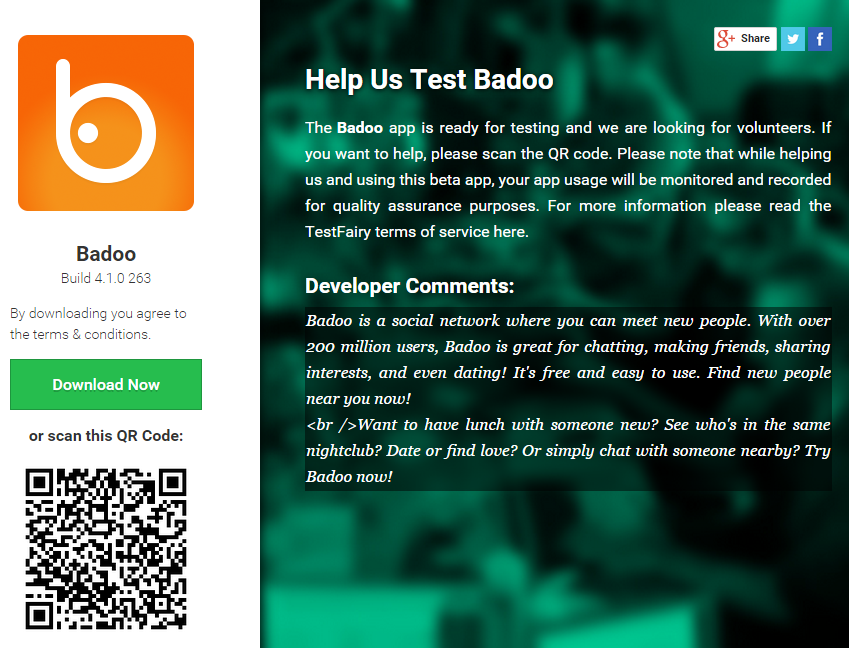 Badoo
Build 4.1.0 263
By downloading you agree to
the terms & conditions.
Download Now
or scan this QR Code:
g+ Share
Help Us Test Badoo
The Badoo app is ready for testing and we are looking for volunteers. If
you want to help, please scan the QR code. Please note that while helping
us and using this beta app, your app usage will be monitored and recorded
for quality assurance purposes. For more information please read the
TestFairy terms of service here.
Developer Comments:
Badoo is a social network where you can meet new people. With over
200 million users, Badoo is great for chatting, making friends, sharing
interests, and even dating! It's free and easy to use. Find new people
near you now!
<br />Want to have lunch with someone new? See who's in the same
nightclub? Date or find love? Or simply chat with someone nearby? Try
Badoo now!